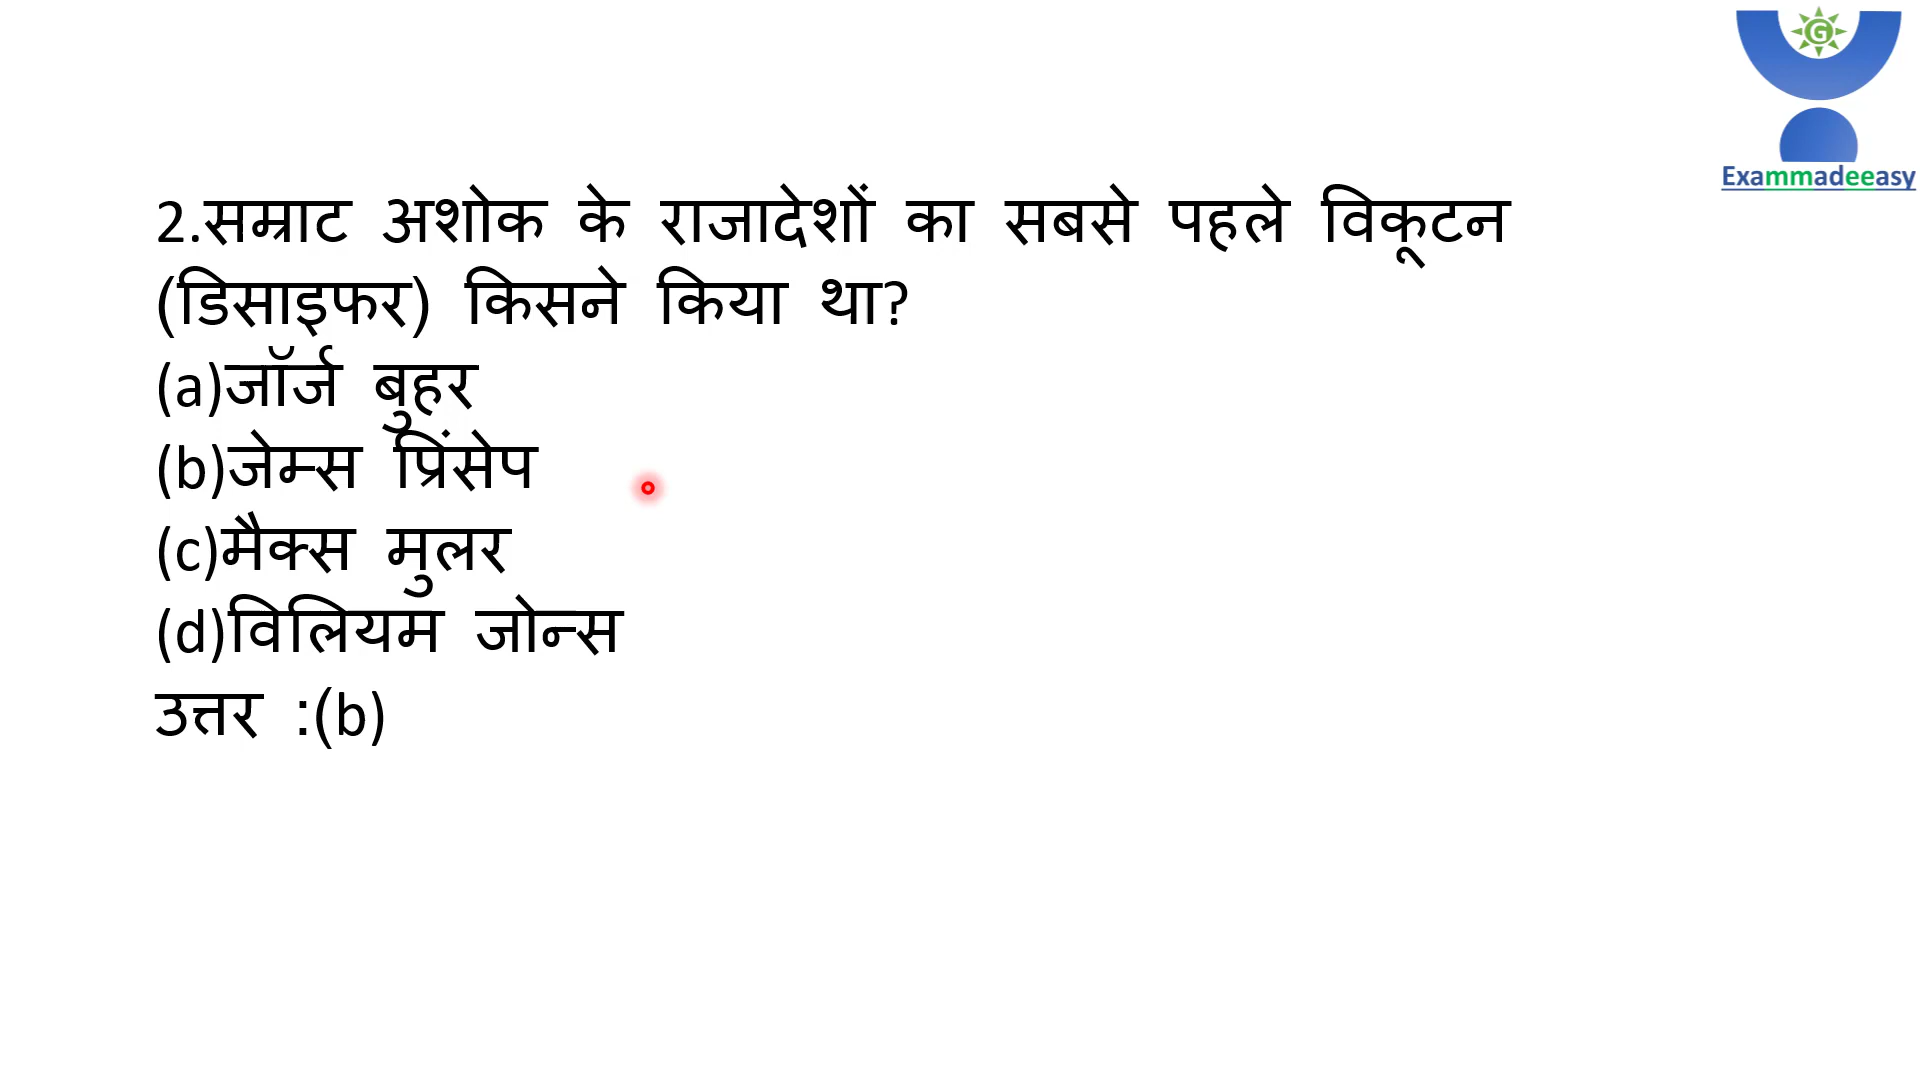 Exammadeeasy
2.सम्राट अशोक के राजादेशों का सबसे पहले विकूटन
(डिसाइफर) किसने किया था?
(a)जॉर्ज बुहर
(b)जेम्स प्रिंसेप
(c)मैक्स मुलर
(d)विलियम जोन्स
उत्तर :(b)